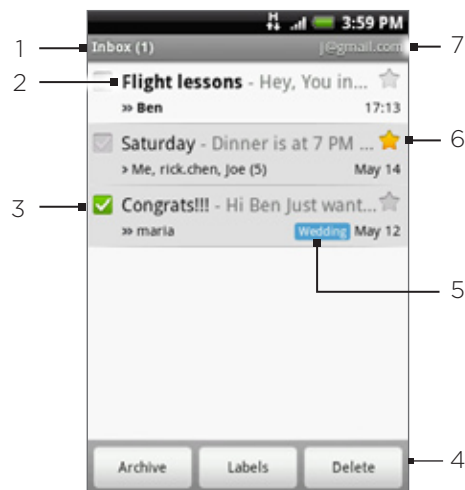 H 3:59 PM
1 Inbox (1) j@gmail.com 7
2 Flight lessons - Hey, You in...
» Ben 17:13
Saturday - Dinner is at 7 PM ... 6
› Me, rick.chen, Joe (5) May 14
3 Congrats!!! - Hi Ben Just want...
» maria Wedding May 12
5
Archive Labels Delete 4